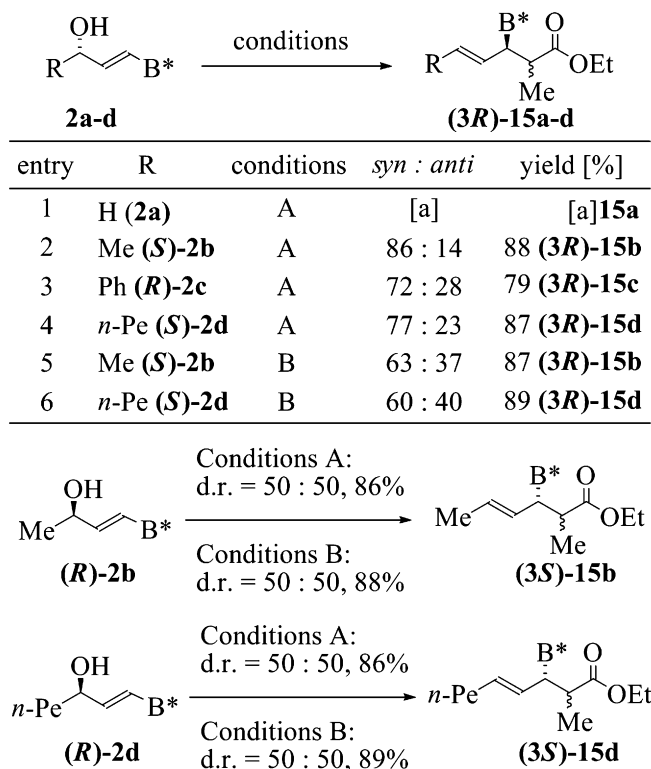 OH
R
B*
2a-d
conditions
B*
O
R
OEt
Me
(3R)-15a-d
entry R conditions syn : anti yield [%]
1 H (2a) A [a] [a]15a
2 Me (S)-2b A 86 : 14 88 (3R)-15b
3 Ph (R)-2c A 72 : 28 79 (3R)-15c
4 n-Pe (S)-2d A 77 : 23 87 (3R)-15d
5 Me (S)-2b B 63 : 37 87 (3R)-15b
6 n-Pe (S)-2d B 60 : 40 89 (3R)-15d
OH
Me
B*
(R)-2b
Conditions A:
d.r. = 50 : 50, 86%
Conditions B:
d.r. = 50 : 50, 88%
B*
O
Me
OEt
Me
(3S)-15b
OH
n-Pe
B*
(R)-2d
Conditions A:
d.r. = 50 : 50, 86%
Conditions B:
d.r. = 50 : 50, 89%
B*
O
n-Pe
OEt
Me
(3S)-15d